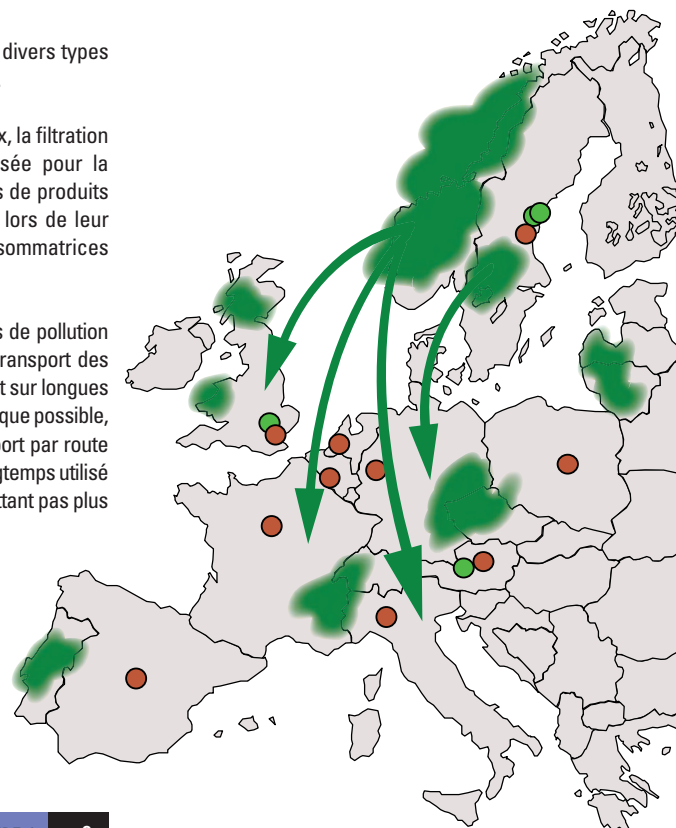 divers types
x, la filtration
sée pour la
s de produits
lors de leur
sommatrices
s de pollution
ransport des
t sur longues
que possible,
port par route
gtemps utilisé
ttant pas plus